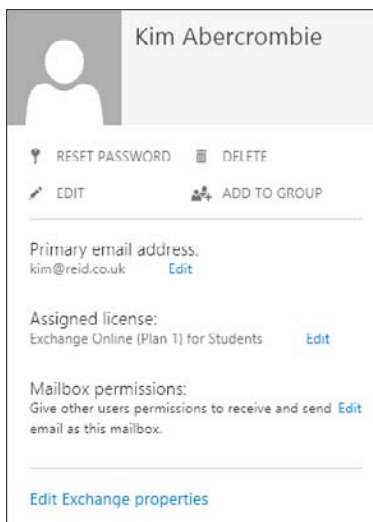 Kim Abercrombie
RESET PASSWORD DELETE
EDIT ADD TO GROUP
Primary email address:
kim@reid.co.uk Edit
Assigned license:
Exchange Online (Plan 1) for Students Edit
Mailbox permissions:
Give other users permissions to receive and send Edit
email as this mailbox.
Edit Exchange properties